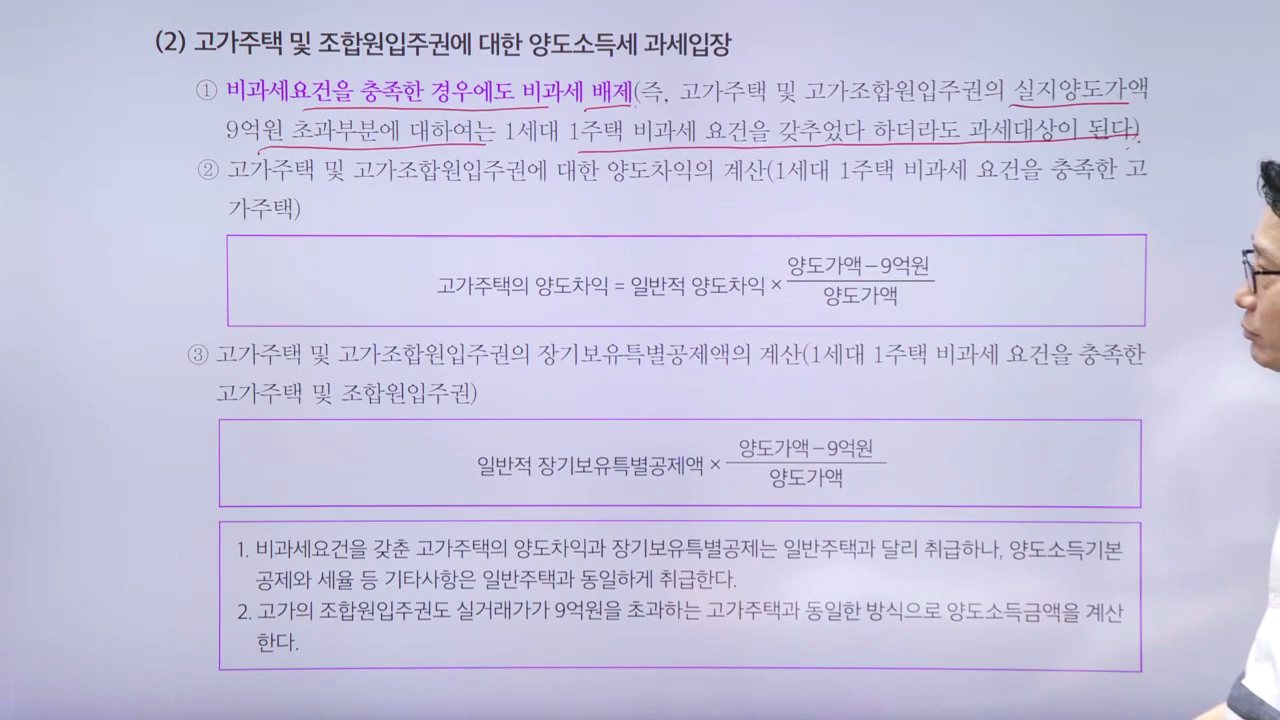 (2) 고가주택 및 조합원입주권에 대한 양도소득세 과세입장
① 비과세요건을 충족한 경우에도 비과세 배제(즉, 고가주택 및 고가조합원입주권의 실지양도가액
9억원 초과부분에 대하여는 1세대 1주택 비과세 요건을 갖추었다 하더라도 과세대상이 된다).
② 고가주택 및 고가조합원입주권에 대한 양도차익의 계산(1세대 1주택 비과세 요건을 충족한 고
가주택)
고가주택의 양도차익 = 일반적 양도차익 × 양도가액-9억원
양도가액
③ 고가주택 및 고가조합원입주권의 장기보유특별공제액의 계산(1세대 1주택 비과세 요건을 충족한
고가주택 및 조합원입주권)
일반적 장기보유특별공제액 × 양도가액-9억원
양도가액
1. 비과세요건을 갖춘 고가주택의 양도차익과 장기보유특별공제는 일반주택과 달리 취급하나, 양도소득기본
공제와 세율 등 기타사항은 일반주택과 동일하게 취급한다.
2. 고가의 조합원입주권도 실거래가가 9억원을 초과하는 고가주택과 동일한 방식으로 양도소득금액을 계산
한다.